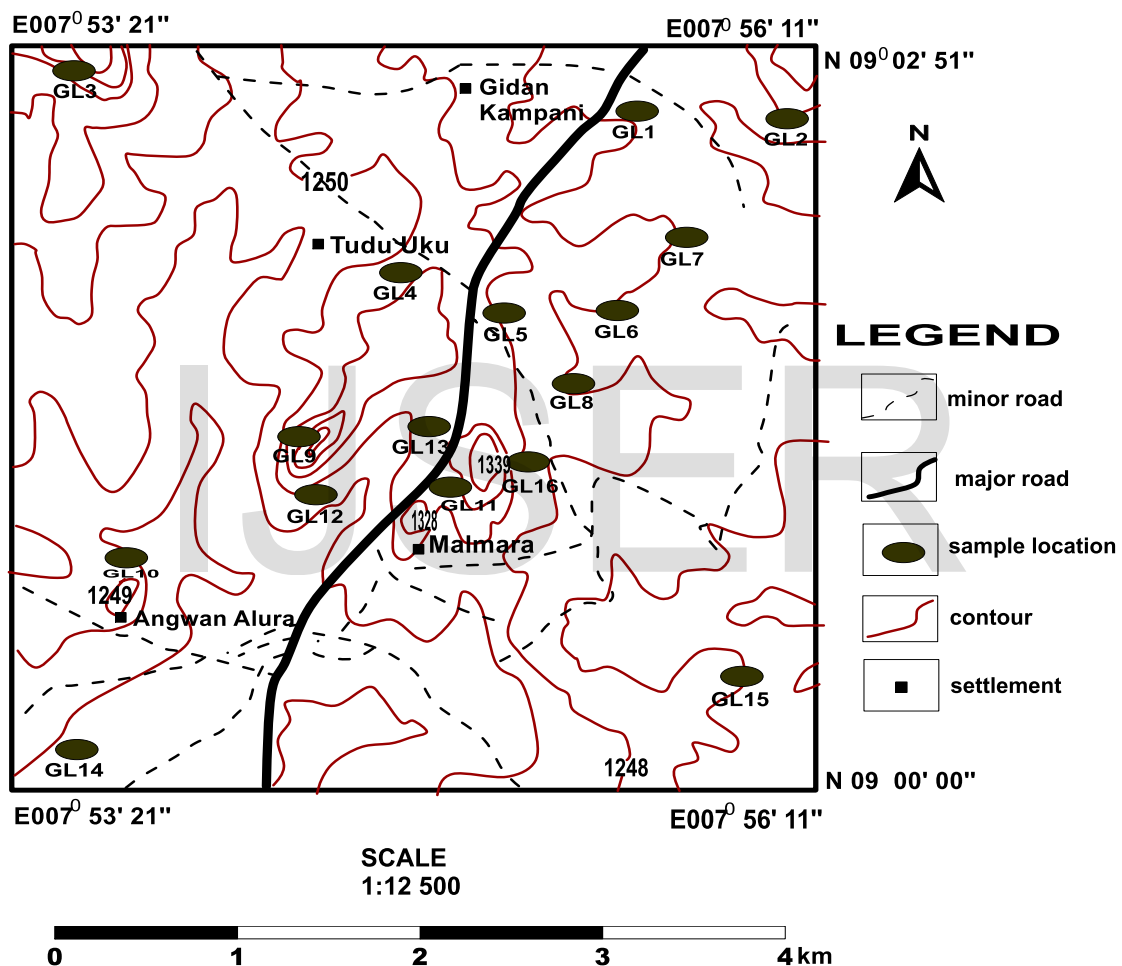 E007⁰ 53' 21"
E007⁰ 56' 11"
N 09⁰ 02' 51"
GL3
Gidan
Kampani
GL1
GL2
N
1250
Tudu Uku
GL7
GL4
GL5
GL6
LEGEND
GL8
minor road
GL13
GL9
1339
GL16
major road
GL11
GL12
1328
Malmara
sample location
GL10
1249
Angwan Alura
contour
IJSER
settlement
GL15
GL14
1248
N 09 00' 00"
E007⁰ 53' 21"
E007⁰ 56' 11"
SCALE
1:12 500
0 1 2 3 4 km